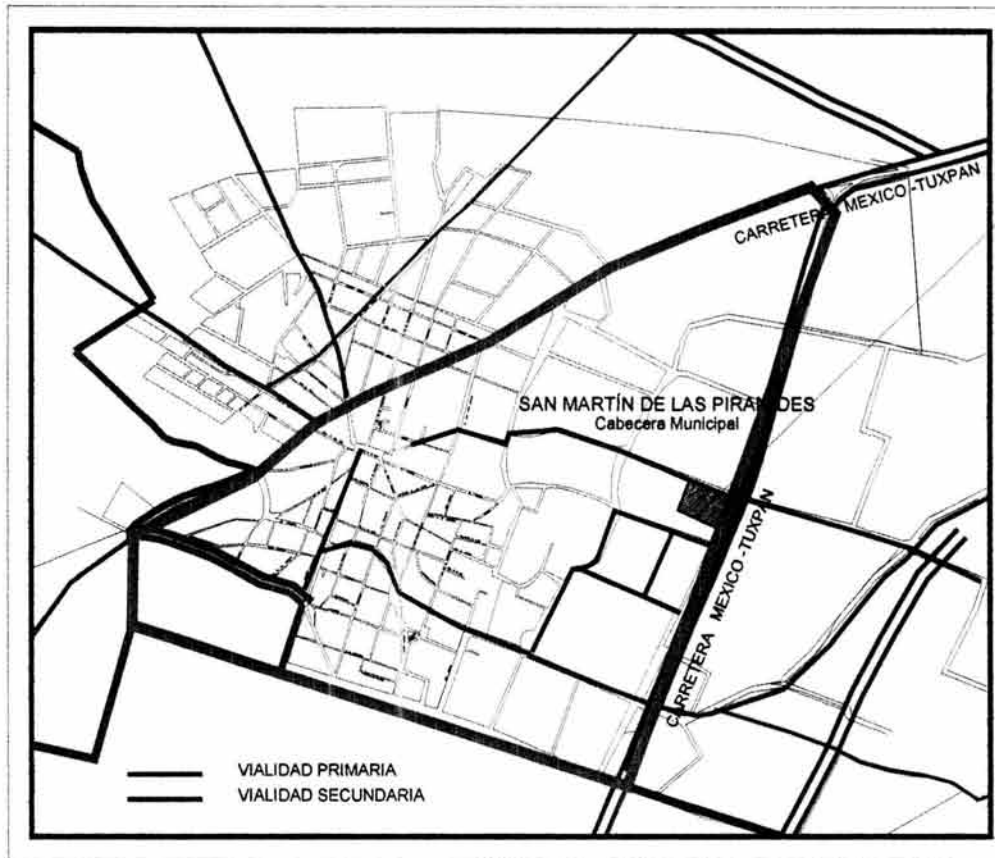 CARRETERA MEXICO -TUXPAN
SAN MARTÍN DE LAS PIRAMIDES
Cabecera Municipal
CARRETERA MEXICO -TUXPAN
VIALIDAD PRIMARIA
VIALIDAD SECUNDARIA